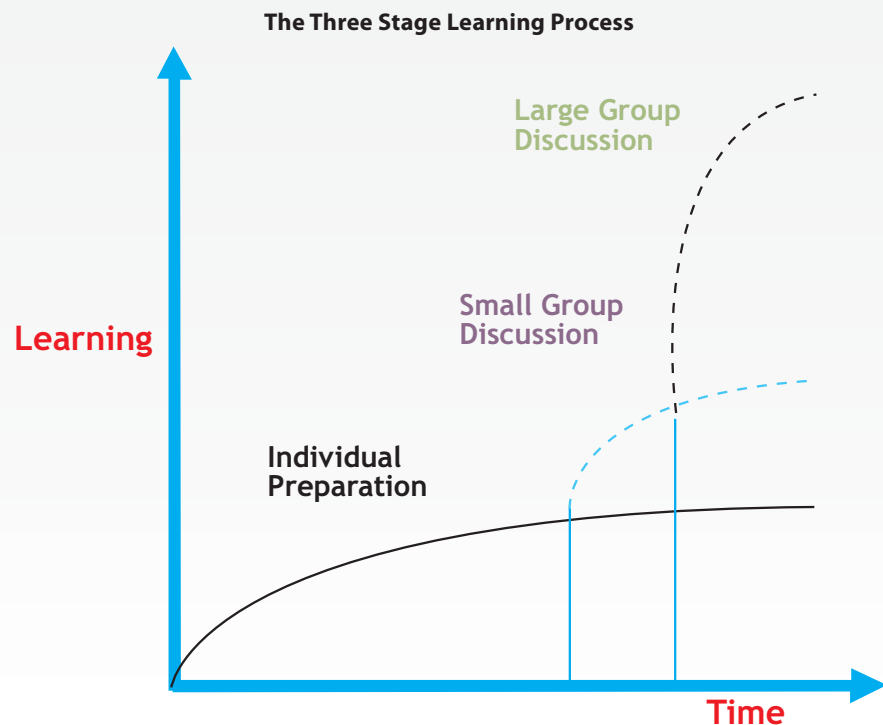 The Three Stage Learning Process
Large Group
Discussion
Small Group
Discussion
Learning
Individual
Preparation
Time